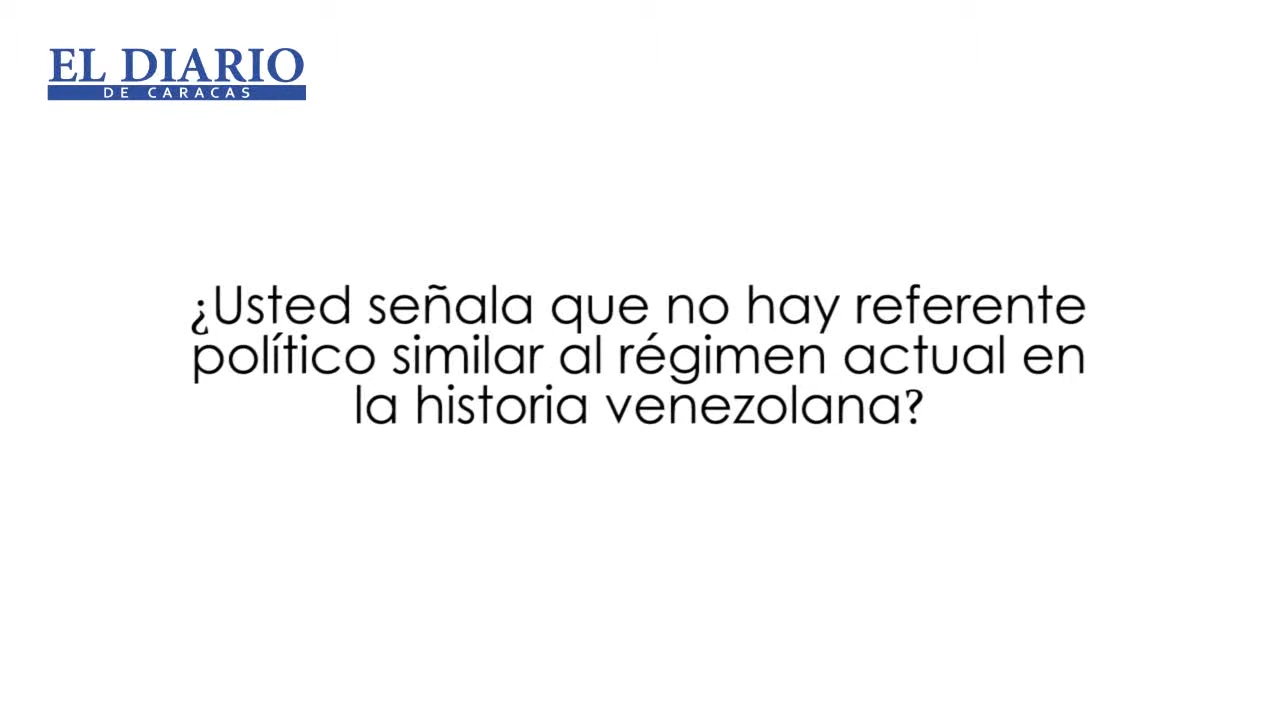 EL DIARIO
DE CARACAS
¿Usted señala que no hay referente
político similar al régimen actual en
la historia venezolana?